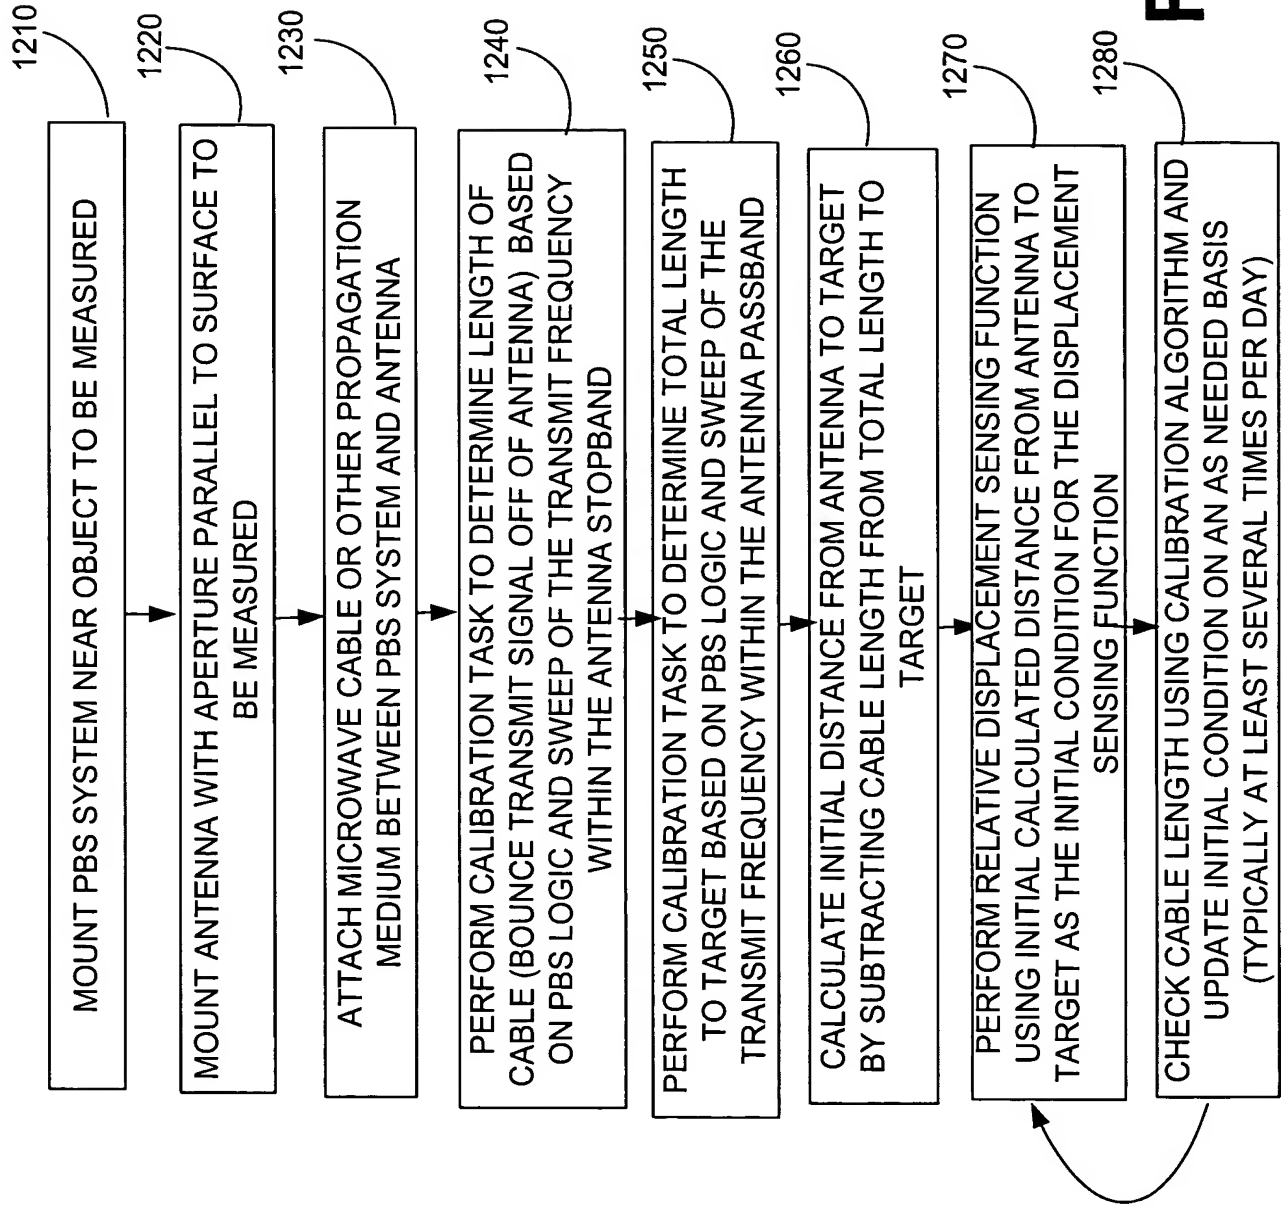 1210
MOUNT PBS SYSTEM NEAR OBJECT TO BE MEASURED
1220
MOUNT ANTENNA WITH APERTURE PARALLEL TO SURFACE TO
BE MEASURED
1230
ATTACH MICROWAVE CABLE OR OTHER PROPAGATION
MEDIUM BETWEEN PBS SYSTEM AND ANTENNA
1240
PERFORM CALIBRATION TASK TO DETERMINE LENGTH OF
CABLE (BOUNCE TRANSMIT SIGNAL OFF OF ANTENNA) BASED
ON PBS LOGIC AND SWEEP OF THE TRANSMIT FREQUENCY
WITHIN THE ANTENNA STOPBAND
1250
PERFORM CALIBRATION TASK TO DETERMINE TOTAL LENGTH
TO TARGET BASED ON PBS LOGIC AND SWEEP OF THE
TRANSMIT FREQUENCY WITHIN THE ANTENNA PASSBAND
1260
CALCULATE INITIAL DISTANCE FROM ANTENNA TO TARGET
BY SUBTRACTING CABLE LENGTH FROM TOTAL LENGTH TO
TARGET
1270
PERFORM RELATIVE DISPLACEMENT SENSING FUNCTION
USING INITIAL CALCULATED DISTANCE FROM ANTENNA TO
TARGET AS THE INITIAL CONDITION FOR THE DISPLACEMENT
SENSING FUNCTION
1280
CHECK CABLE LENGTH USING CALIBRATION ALGORITHM AND
UPDATE INITIAL CONDITION ON AN AS NEEDED BASIS
(TYPICALLY AT LEAST SEVERAL TIMES PER DAY)